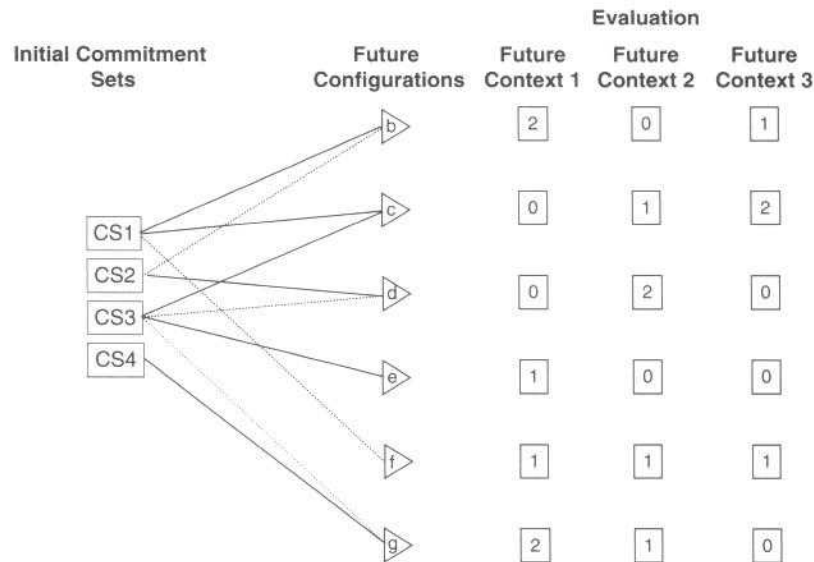 Evaluation
Initial Commitment Sets
Future Configurations
Future Context 1
Future Context 2
Future Context 3
b 2 0 1
c 0 1 2
CS1
CS2
d 0 2 0
CS3
CS4
e 1 0 0
f 1 1 1
g 2 1 0